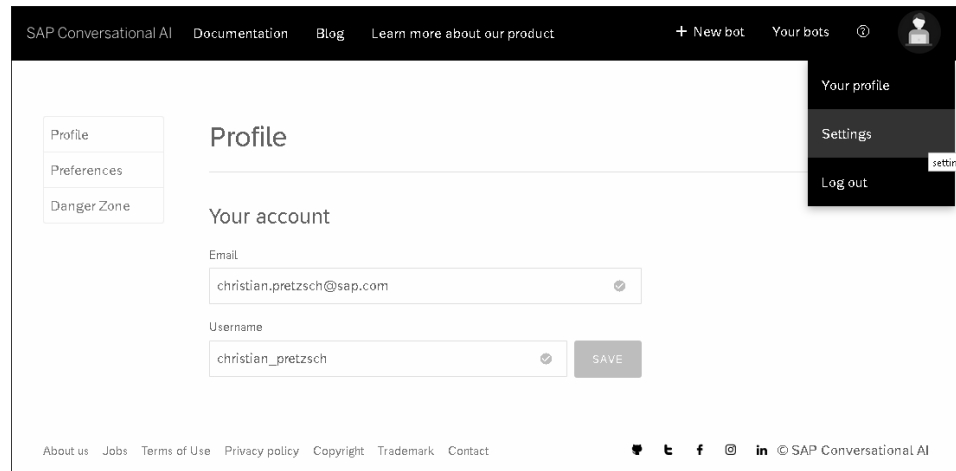 SAP Conversational AI Documentation Blog Learn more about our product + New bot Your bots ?
Your profile
Settings
Log out
Profile
Preferences
Danger Zone
Profile
Your account
Email
christian.pretzsch@sap.com
Username
christian_pretzsch SAVE
About us Jobs Terms of Use Privacy policy Copyright Trademark Contact in © SAP Conversational AI